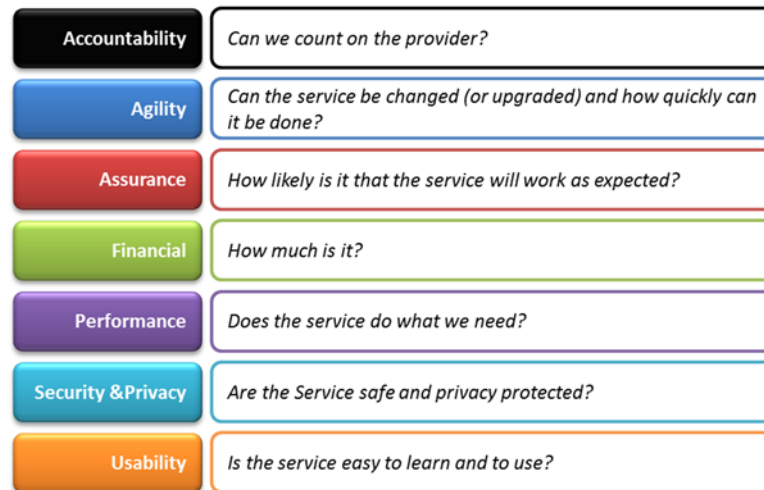 Accountability
Can we count on the provider?
Agility
Can the service be changed (or upgraded) and how quickly can
it be done?
Assurance
How likely is it that the service will work as expected?
Financial
How much is it?
Performance
Does the service do what we need?
Security &Privacy
Are the Service safe and privacy protected?
Usability
Is the service easy to learn and to use?